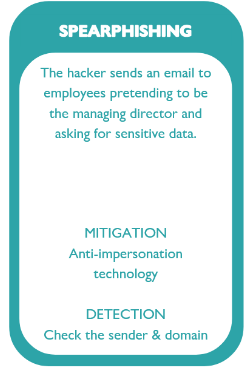 SPEARPHISHING
The hacker sends an email to
employees pretending to be
the managing director and
asking for sensitive data.
MITIGATION
Anti-impersonation
technology
DETECTION
Check the sender & domain